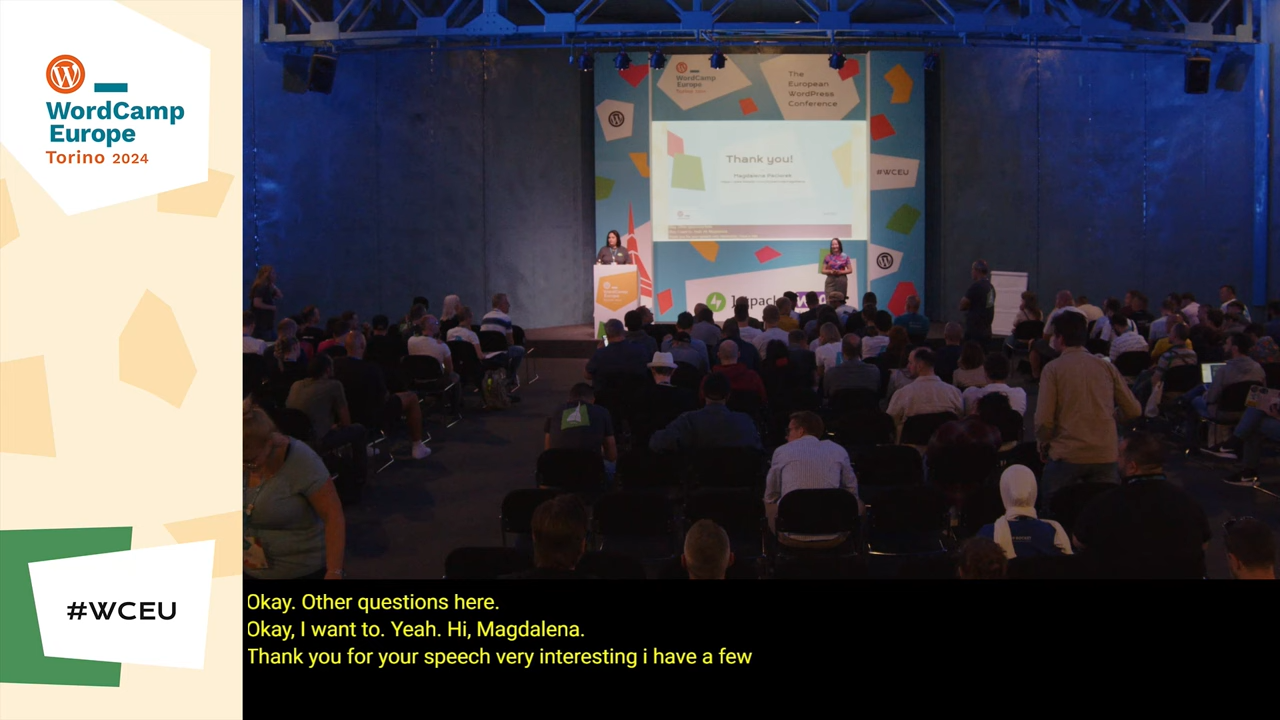 WordCamp
Europe
Torino 2024
#WCEU
WordCamp
Europe
The
European
WordPress
Conference
Thank you!
#WCEU
Okay. Other questions here.
Okay, I want to. Yeah. Hi, Magdalena.
Thank you for your speech very interesting i have a few